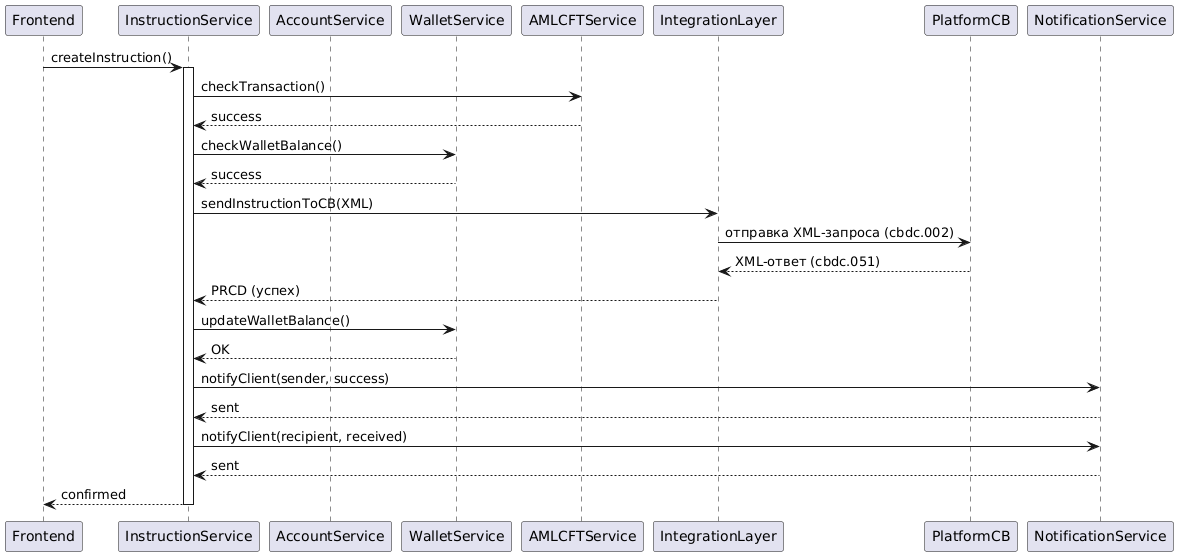 Frontend
InstructionService
AccountService
WalletService
AMLCFTService
IntegrationLayer
PlatformCB
NotificationService
createInstruction()
checkTransaction()
success
checkWalletBalance()
success
sendInstructionToCB(XML)
отправка XML-запроса (cbdc.002)
XML-ответ (cbdc.051)
PRCD (успех)
updateWalletBalance()
OK
notifyClient(sender, success)
sent
notifyClient(recipient, received)
sent
confirmed
Frontend
InstructionService
AccountService
WalletService
AMLCFTService
IntegrationLayer
PlatformCB
NotificationService